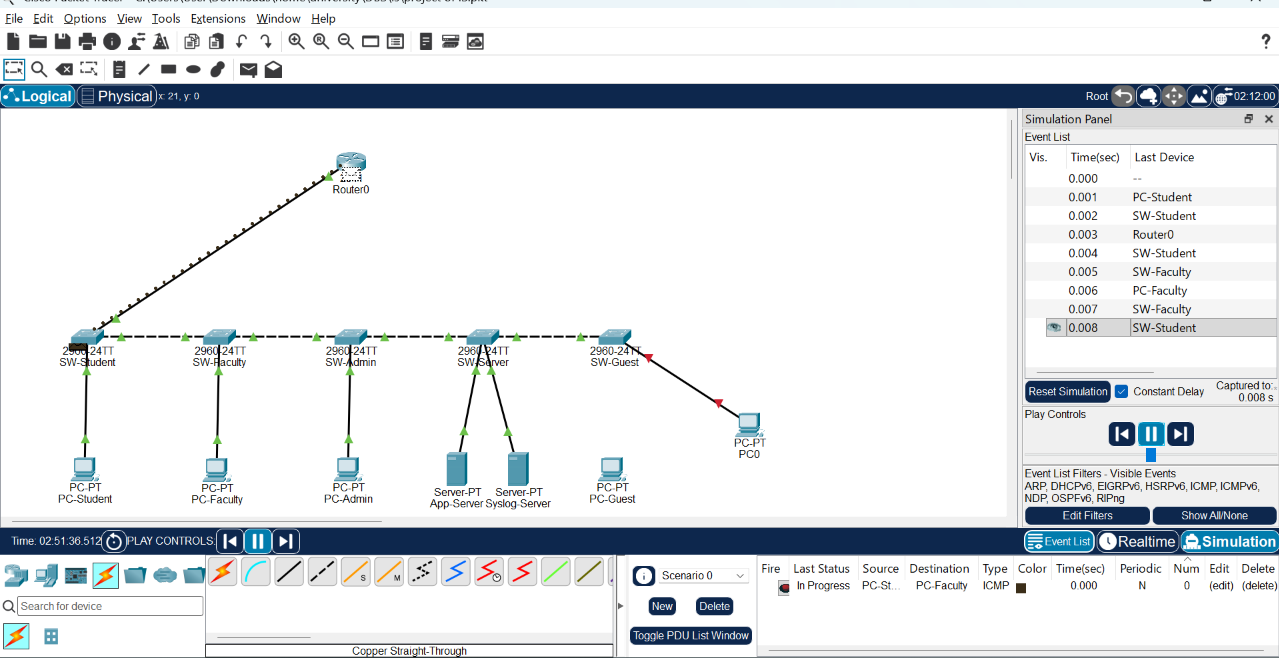 File Edit Options View Tools Extensions Window Help
Logical Physical x: 21, y: 0 Root 02:12:00
Simulation Panel
Event List
Vis. Time(sec) Last Device
0.000 --
0.001 PC-Student
0.002 SW-Student
0.003 Router0
0.004 SW-Student
0.005 SW-Faculty
0.006 PC-Faculty
0.007 SW-Faculty
0.008 SW-Student
Reset Simulation Constant Delay Captured to:
0.008 s
Play Controls
Event List Filters - Visible Events
ARP, DHCPv6, EIGRPv6, HSRPv6, ICMP, ICMPv6,
NDP, OSPFv6, RIPng
Edit Filters Show All/None
Router0
2960-24TT 2960-24TT 2960-24TT 2960-24TT 2960-24TT
SW-Student SW-Faculty SW-Admin SW-Server SW-Guest
PC-PT
PC0
PC-PT PC-PT PC-PT Server-PT Server-PT PC-PT
PC-Student PC-Faculty PC-Admin App-Server Syslog-Server PC-Guest
Time: 02:51:36.512 PLAY CONTROLS: Event List Realtime Simulation
S M
Search for device
Copper Straight-Through
Scenario 0
New Delete
Toggle PDU List Window
Fire Last Status Source Destination Type Color Time(sec) Periodic Num Edit Delete
In Progress PC-St... PC-Faculty ICMP 0.000 N 0 (edit) (delete)